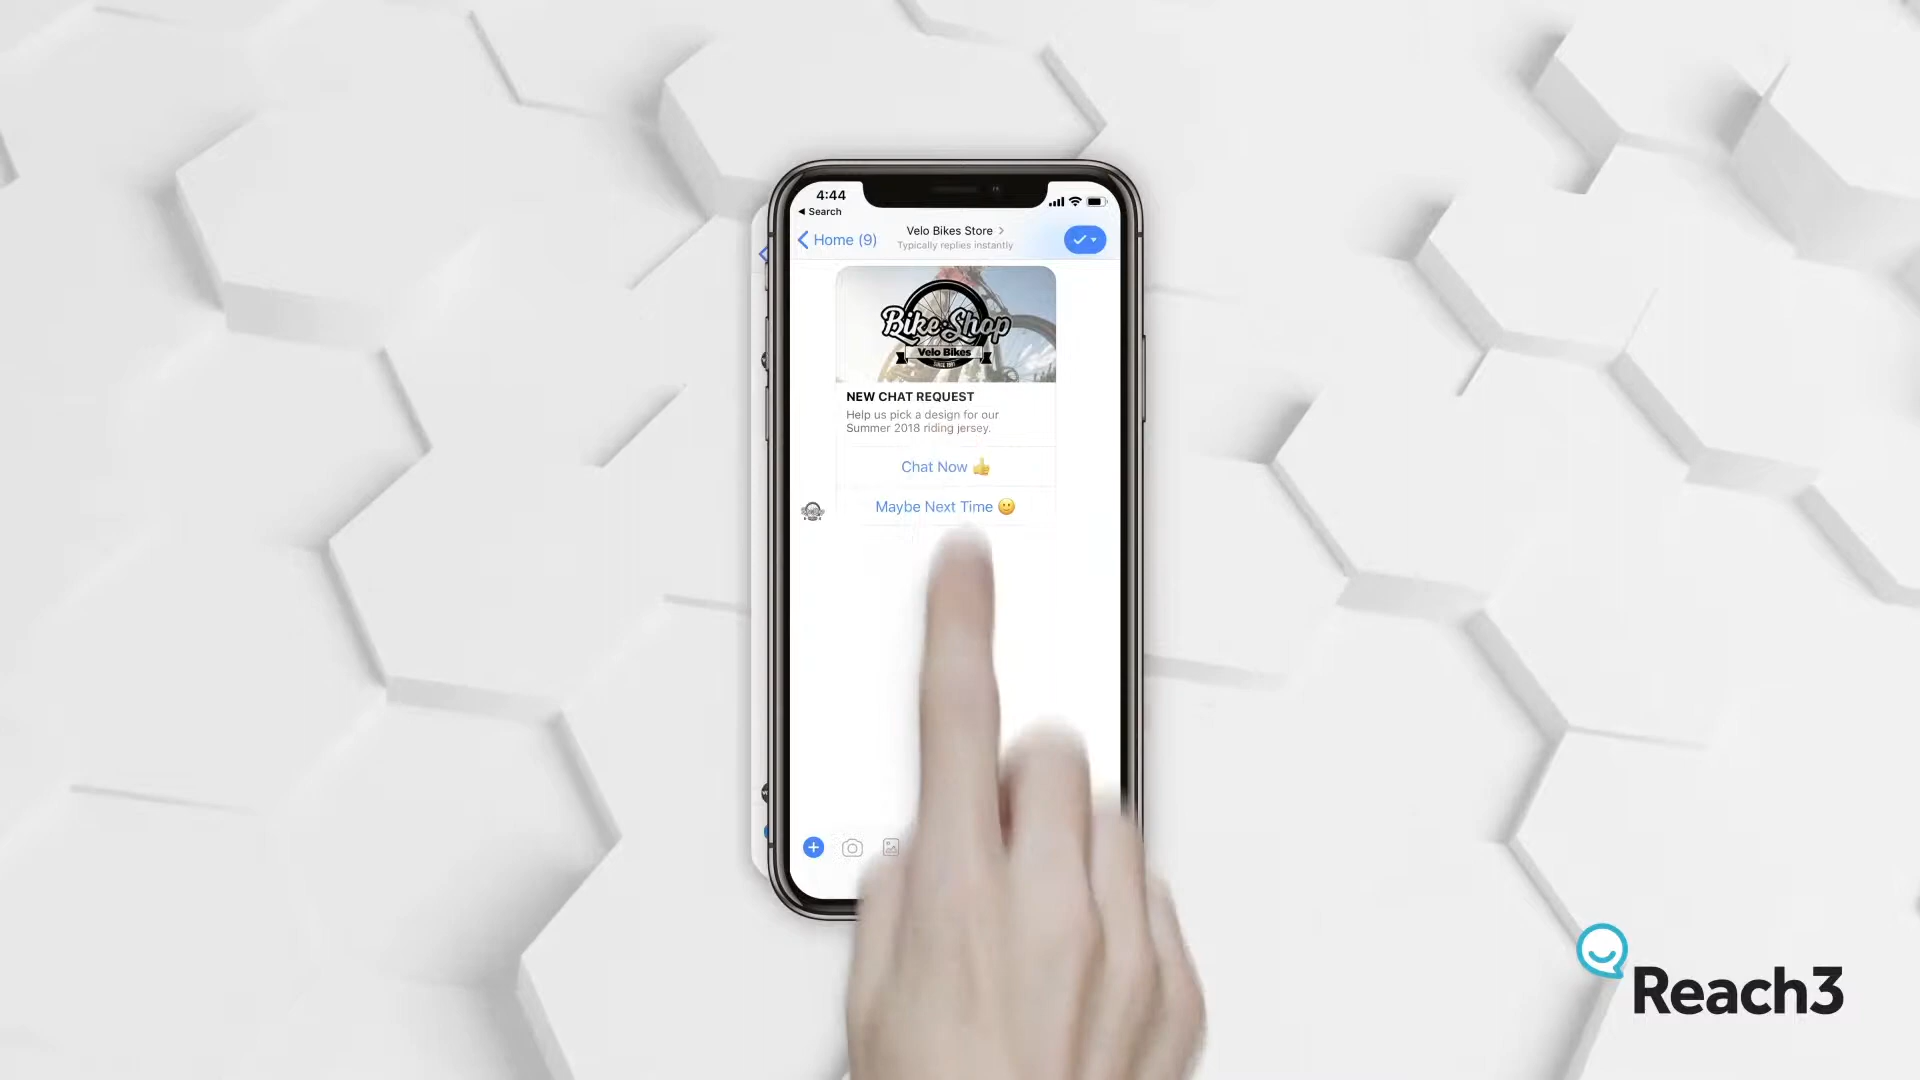 4:44
Search
Home (9)
Velo Bikes Store
Typically replies instantly
Bike Shop
Velo Bikes
NEW CHAT REQUEST
Help us pick a design for our
Summer 2018 riding jersey.
Chat Now 👍
Maybe Next Time 🙂
Reach3